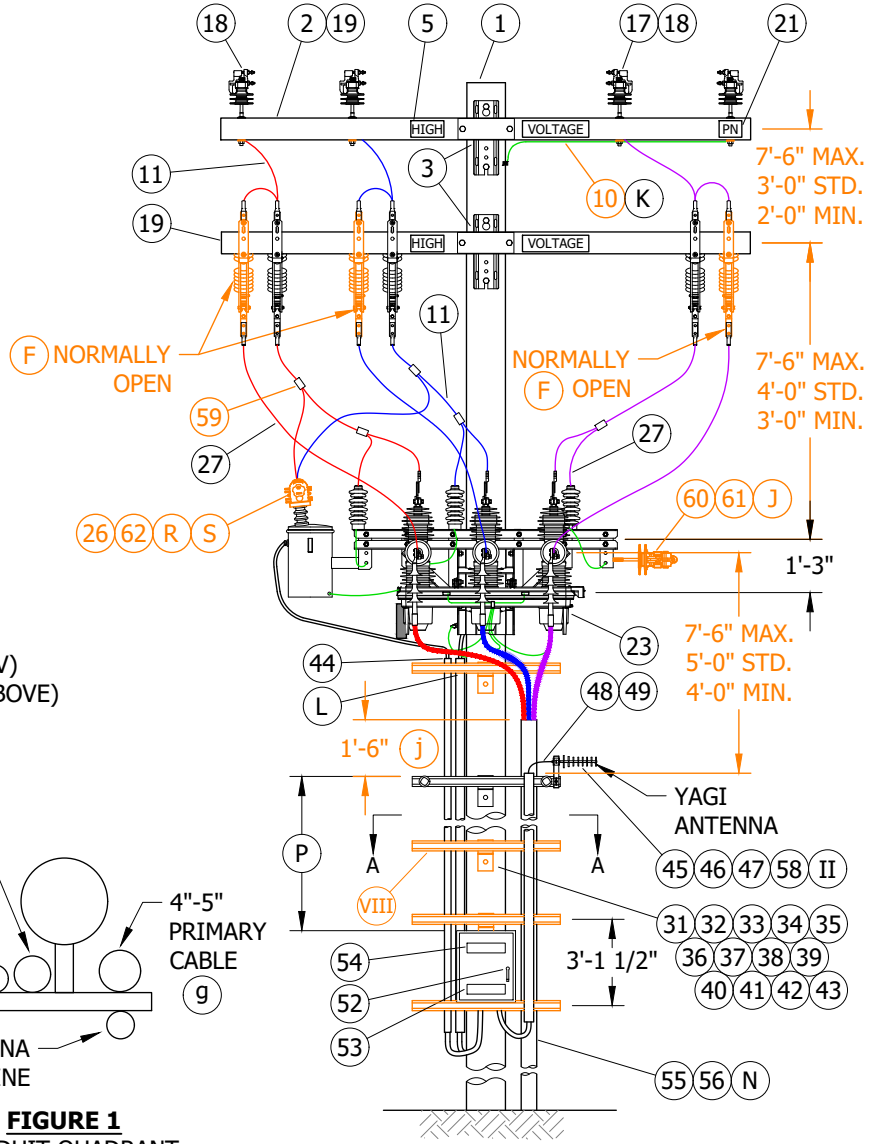 18 2 19 5 1 17 18 21
HIGH VOLTAGE PN
7'-6" MAX.
3'-0" STD.
2'-0" MIN.
11 3 10 K
19
HIGH VOLTAGE
F NORMALLY
OPEN
11
NORMALLY
F OPEN
7'-6" MAX.
4'-0" STD.
3'-0" MIN.
59
27
27
26 62 R S
60 61 J
1'-3"
7'-6" MAX.
5'-0" STD.
4'-0" MIN.
23
V)
BOVE)
44
L
48 49
1'-6" j
YAGI
ANTENNA
P
A A
45 46 47 58 II
VIII
4"-5"
PRIMARY
CABLE
g
31 32 33 34 35
36 37 38 39
40 41 42 43
3'-1 1/2"
54
52
53
NA
INE
55 56 N
FIGURE 1
DUIT QUADRANT